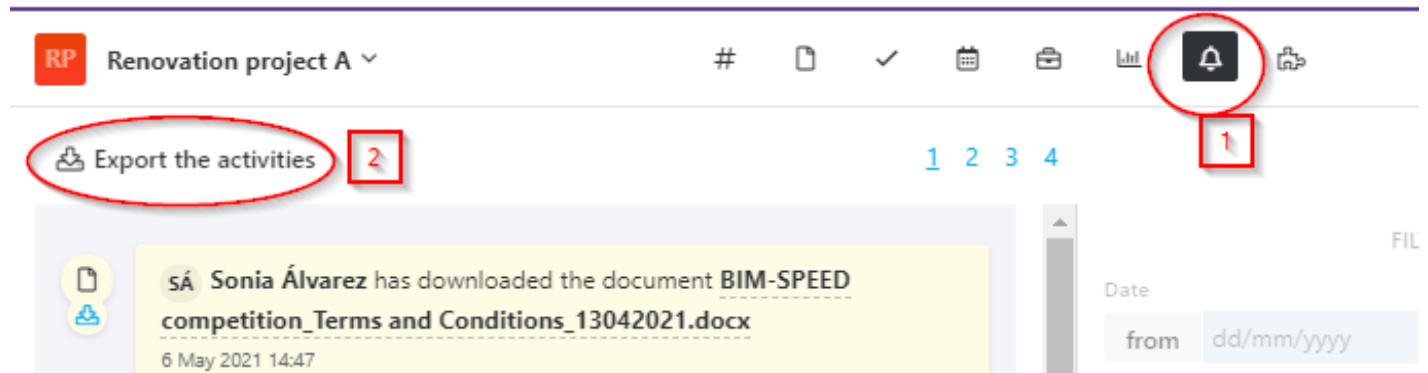 RP Renovation project A
1
Export the activities 2 1 2 3 4
FIL
SÁ Sonia Álvarez has downloaded the document BIM-SPEED
competition_Terms and Conditions_13042021.docx
6 May 2021 14:47
Date
from dd/mm/yyyy